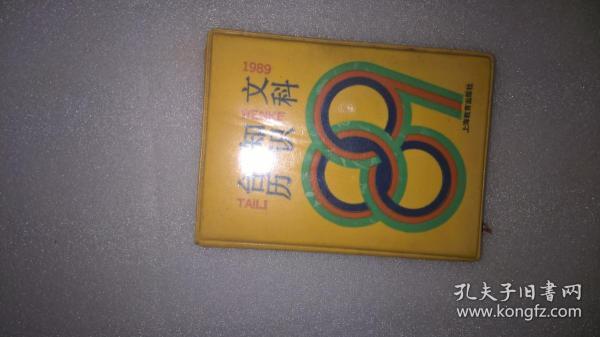 1989
文科
WENKE
知识
台历
TAILI
上海教育出版社
孔夫子旧书网
www.kongfz.com